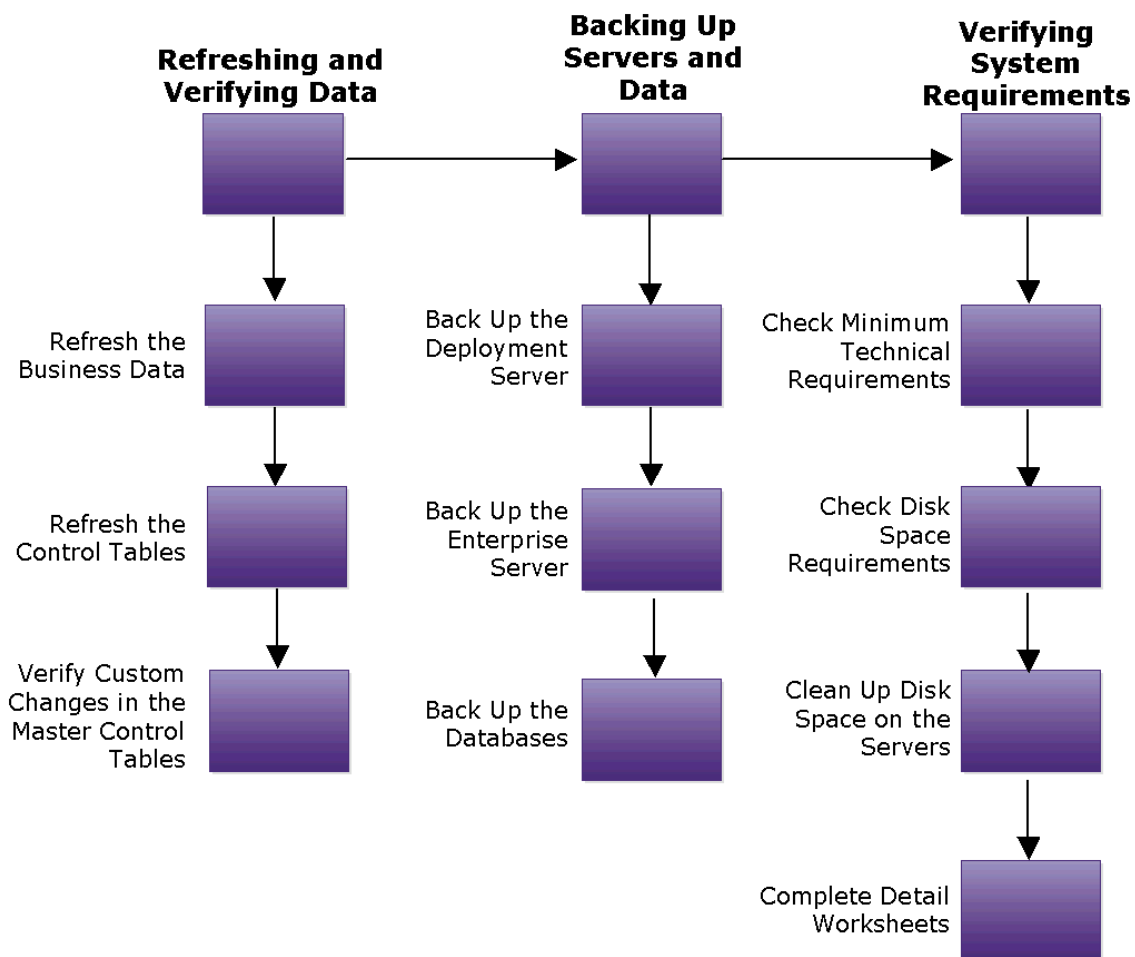 Refreshing and
Verifying Data
Backing Up
Servers and
Data
Verifying
System
Requirements
Refresh the
Business Data
Refresh the
Control Tables
Verify Custom
Changes in the
Master Control
Tables
Back Up the
Deployment
Server
Back Up the
Enterprise
Server
Back Up the
Databases
Check Minimum
Technical
Requirements
Check Disk
Space
Requirements
Clean Up Disk
Space on the
Servers
Complete Detail
Worksheets